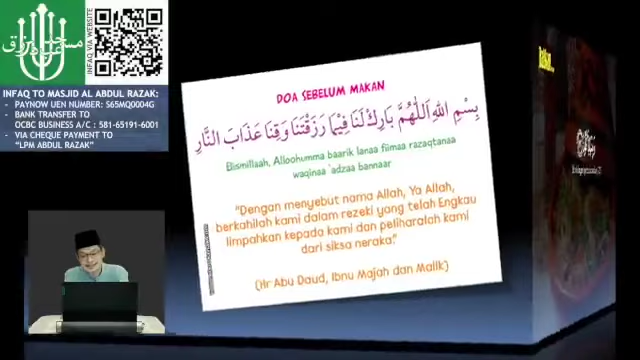 INFAQ VIA WEBSITE
INFAQ TO MASJID AL ABDUL RAZAK:
- PAYNOW UEN NUMBER: S65MQ0004G
- BANK TRANSFER TO
OCBC BUSINESS A/C : 581-65191-6001
- VIA CHEQUE PAYMENT TO
"LPM ABDUL RAZAK"
DOA SEBELUM MAKAN
بِسْمِ اللهِ اَللّٰهُمَّ بَارِكْ لَنَا فِيْمَا رَزَقْتَنَا وَقِنَا عَذَابَ النَّارِ
Bismillaah, Alloohumma baarik lanaa fiimaa razaqtanaa
waqinaa 'adzaa bannaar
"Dengan menyebut nama Allah, Ya Allah,
berkahilah kami dalam rezeki yang telah Engkau
limpahkan kepada kami dan peliharalah kami
dari siksa neraka."
(Hr Abu Daud, Ibnu Majah dan Malik)